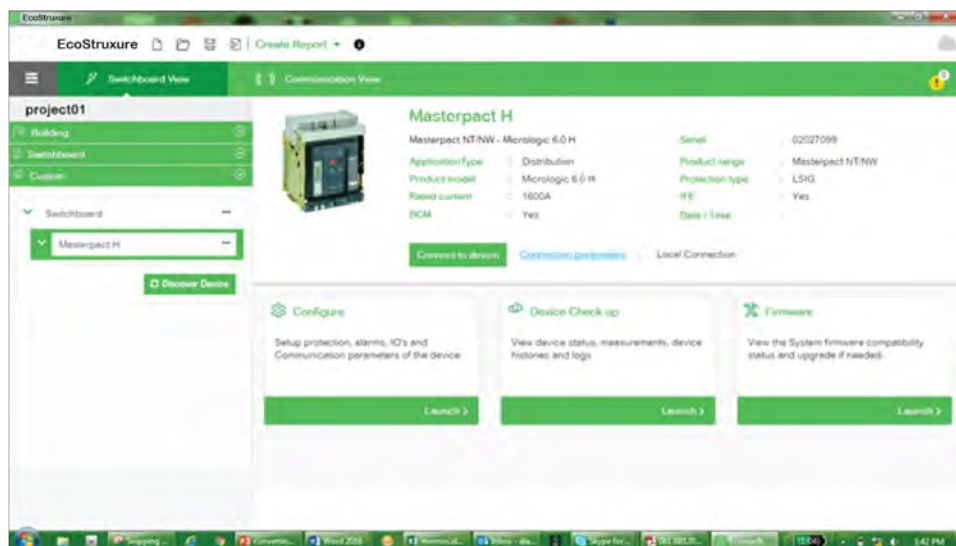 EcoStruxure
EcoStruxure Create Report
Switchboard View Communication View
project01
Building
Switchboard
Custom
Switchboard
Masterpact H
Discover Device
Masterpact H
Masterpact NT/NW - Micrologic 6.0 H Serial : 02027099
Application Type : Distribution Product range : Masterpact NT/NW
Product model : Micrologic 6.0 H Protection type : LSIG
Rated current : 1600A IFE : Yes
BCM : Yes Date / Time :
Connect to device Connection parameters : Local Connection
Configure
Setup protection, alarms, IO's and
Communication parameters of the device
Launch >
Device Check up
View device status, measurements, device
histories and logs
Launch >
Firmware
View the System firmware compatibility
status and upgrade if needed.
Launch >
Snipping ... Word 2016 Inbox - ala... Skype for... 1:42 PM